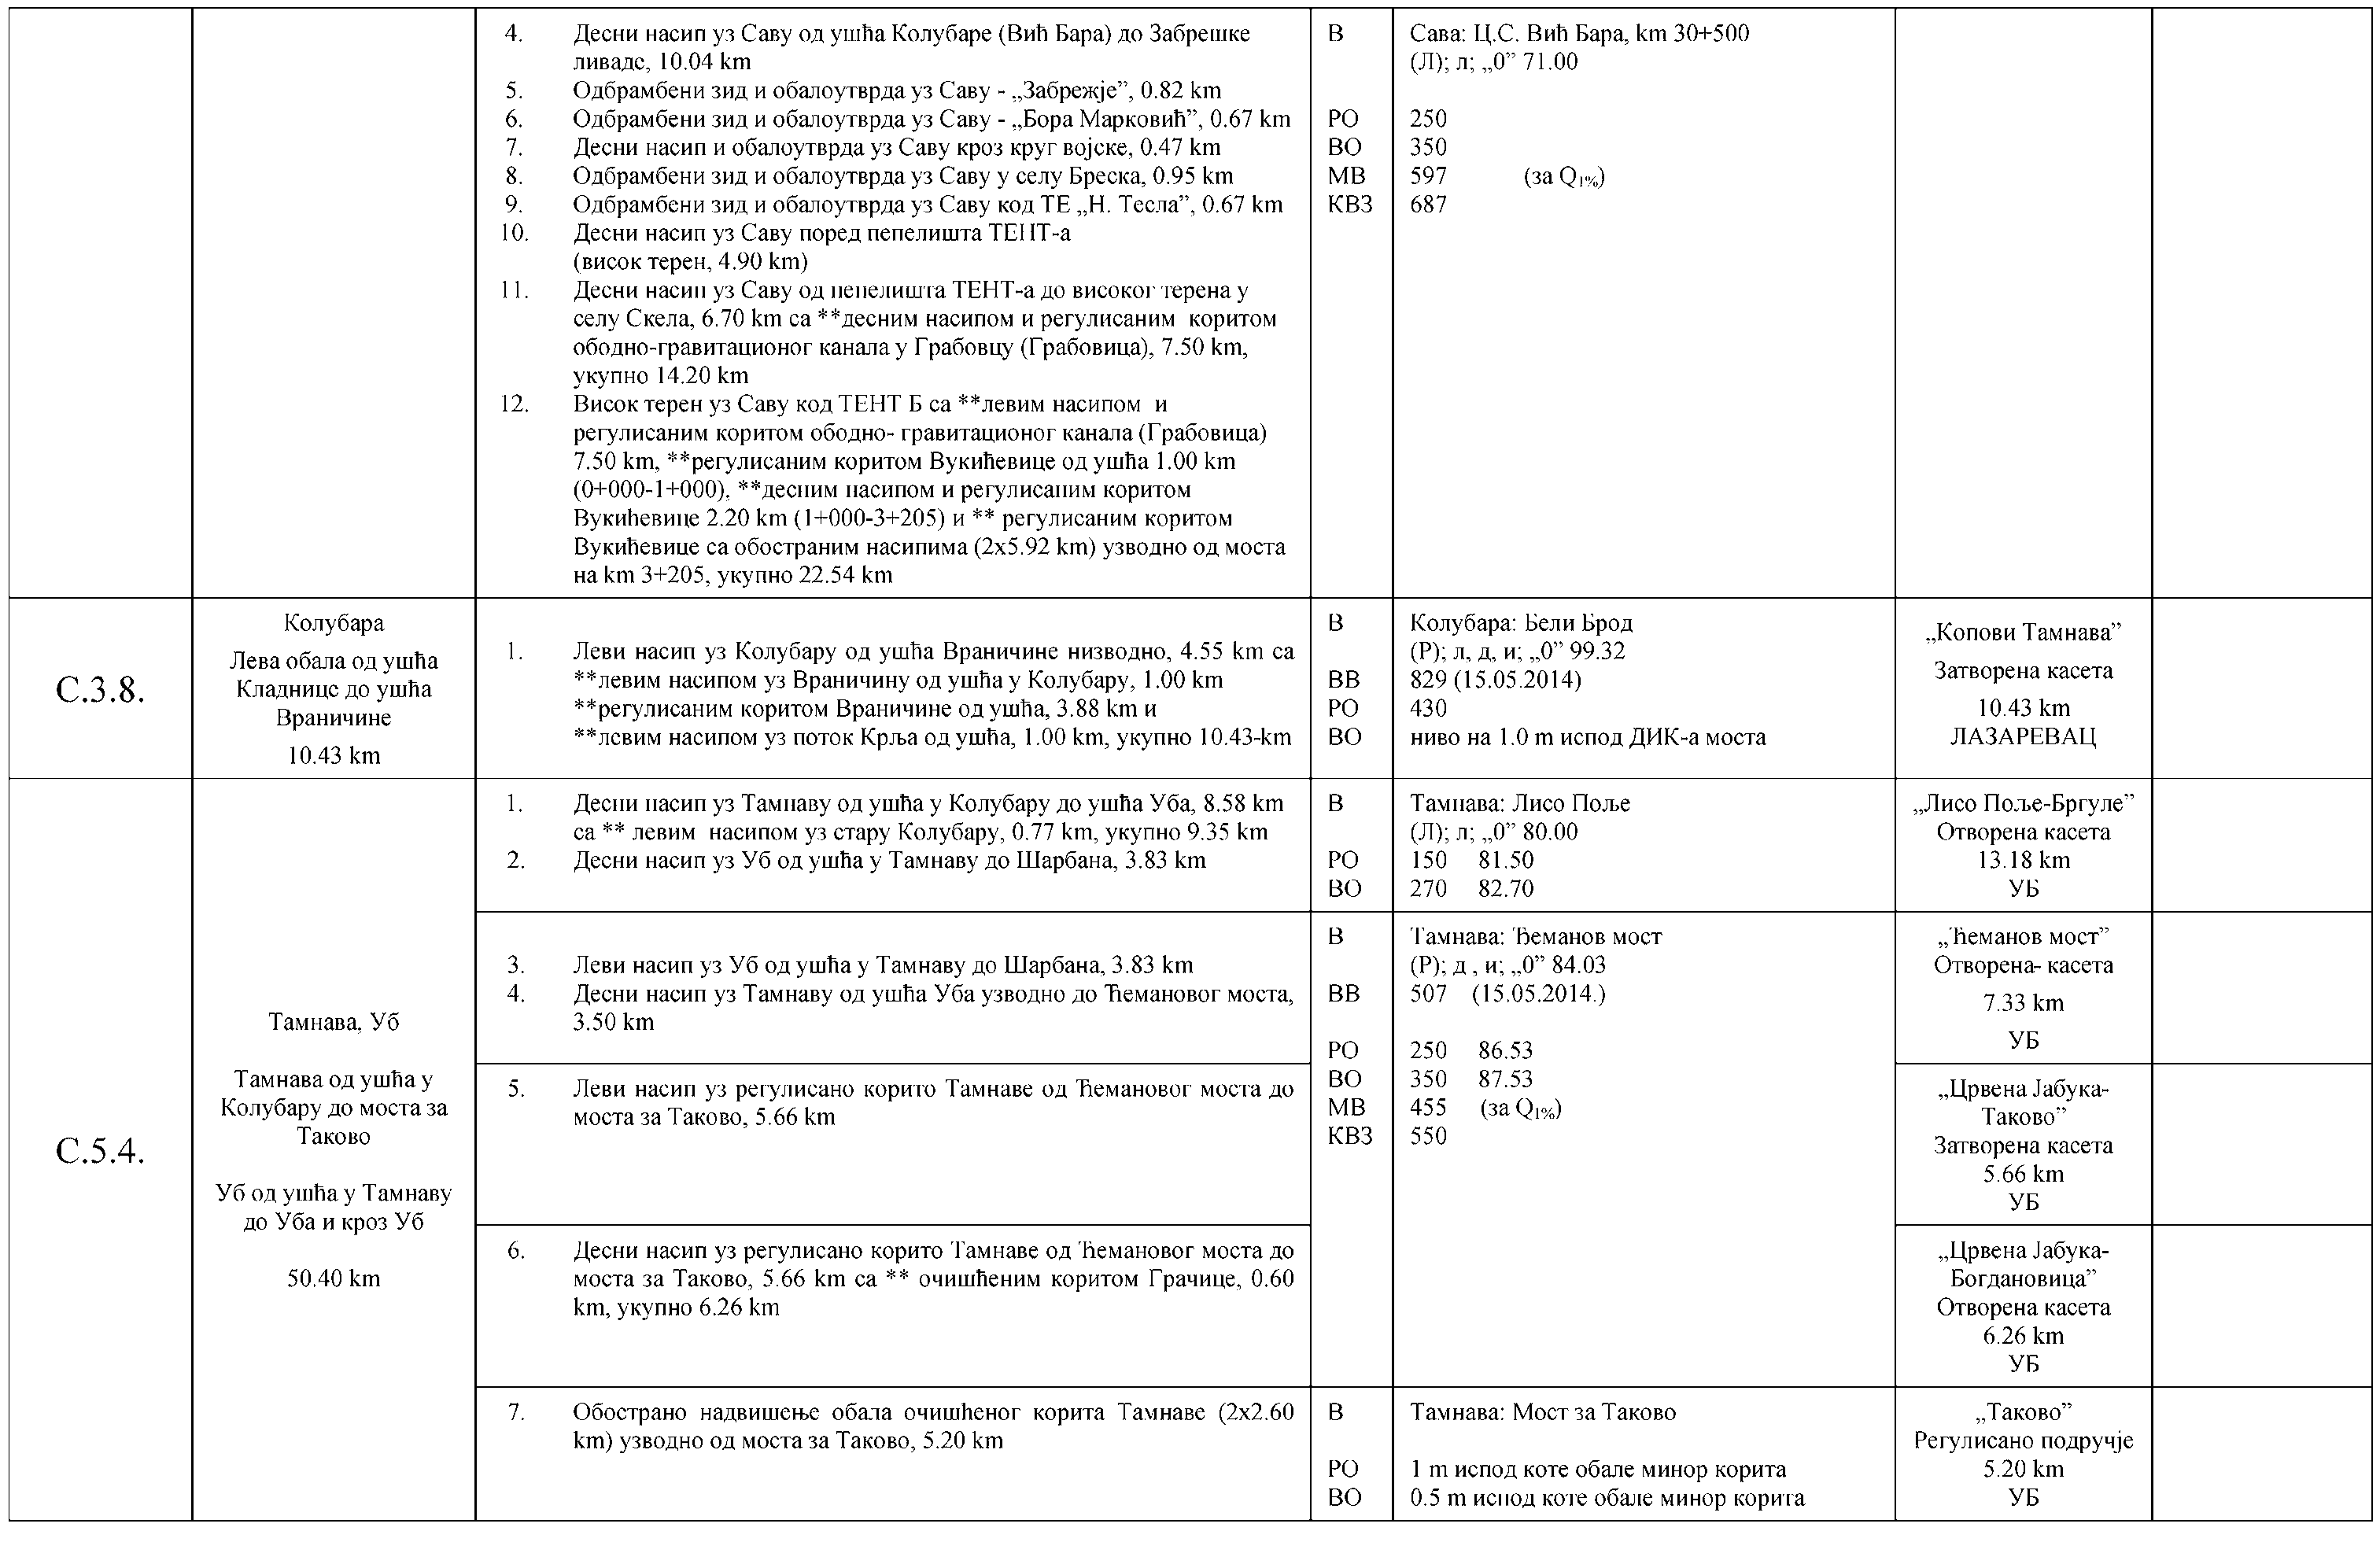 4. Десни насип уз Саву од ушћа Колубаре (Вић Бара) до Забрешке
ливаде, 10.04 km
5. Одбрамбени зид и обалоутврда уз Саву - „Забрежје”, 0.82 km
6. Одбрамбени зид и обалоутврда уз Саву - „Бора Марковић”, 0.67 km
7. Десни насип и обалоутврда уз Саву кроз круг војске, 0.47 km
8. Одбрамбени зид и обалоутврда уз Саву у селу Бреска, 0.95 km
9. Одбрамбени зид и обалоутврда уз Саву код ТЕ „Н. Тесла”, 0.67 km
10. Десни насип уз Саву поред пепелишта ТЕНТ-а
(висок терен, 4.90 km)
11. Десни насип уз Саву од пепелишта ТЕНТ-а до високог терена у
селу Скела, 6.70 km са **десним насипом и регулисаним коритом
ободно-гравитационог канала у Грабовцу (Грабовица), 7.50 km,
укупно 14.20 km
12. Висок терен уз Саву код ТЕНТ Б са **левим насипом и
регулисаним коритом ободно- гравитационог канала (Грабовица)
7.50 km, **регулисаним коритом Вукићевице од ушћа 1.00 km
(0+000-1+000), **десним насипом и регулисаним коритом
Вукићевице 2.20 km (1+000-3+205) и ** регулисаним коритом
Вукићевице са обостраним насипима (2x5.92 km) узводно од моста
на km 3+205, укупно 22.54 km
В Сава: Ц.С. Вић Бара, km 30+500
(Л); л; „0” 71.00
РО 250
ВО 350
МВ 597 (за Q1%)
КВЗ 687
С.3.8.
Колубара
Лева обала од ушћа
Кладнице до ушћа
Враничине
10.43 km
1. Леви насип уз Колубару од ушћа Враничине низводно, 4.55 km са
**левим насипом уз Враничину од ушћа у Колубару, 1.00 km
**регулисаним коритом Враничине од ушћа, 3.88 km и
**левим насипом уз поток Крља од ушћа, 1.00 km, укупно 10.43-km
В Колубара: Бели Брод
(Р); л, д, и; „0” 99.32
ВВ 829 (15.05.2014)
РО 430
ВО ниво на 1.0 m испод ДИК-а моста
„Копови Тамнава”
Затворена касета
10.43 km
ЛАЗАРЕВАЦ
С.5.4.
Тамнава, Уб
Тамнава од ушћа у
Колубару до моста за
Таково
Уб од ушћа у Тамнаву
до Уба и кроз Уб
50.40 km
1. Десни насип уз Тамнаву од ушћа у Колубару до ушћа Уба, 8.58 km
са ** левим насипом уз стару Колубару, 0.77 km, укупно 9.35 km
2. Десни насип уз Уб од ушћа у Тамнаву до Шарбана, 3.83 km
В Тамнава: Лисо Поље
(Л); л; „0” 80.00
РО 150 81.50
ВО 270 82.70
„Лисо Поље-Бргуле”
Отворена касета
13.18 km
УБ
3. Леви насип уз Уб од ушћа у Тамнаву до Шарбана, 3.83 km
4. Десни насип уз Тамнаву од ушћа Уба узводно до Ћемановог моста,
3.50 km
В Тамнава: Ћеманов мост
(Р); д , и; „0” 84.03
ВВ 507 (15.05.2014.)
РО 250 86.53
ВО 350 87.53
МВ 455 (за Q1%)
КВЗ 550
„Ћеманов мост”
Отворена- касета
7.33 km
УБ
5. Леви насип уз регулисано корито Тамнаве од Ћемановог моста до
моста за Таково, 5.66 km
„Црвена Јабука-
Таково”
Затворена касета
5.66 km
УБ
6. Десни насип уз регулисано корито Тамнаве од Ћемановог моста до
моста за Таково, 5.66 km са ** очишћеним коритом Грачице, 0.60
km, укупно 6.26 km
„Црвена Јабука-
Богдановица”
Отворена касета
6.26 km
УБ
7. Обострано надвишење обала очишћеног корита Тамнаве (2x2.60
km) узводно од моста за Таково, 5.20 km
В Тамнава: Мост за Таково
РО 1 m испод коте обале минор корита
ВО 0.5 m испод коте обале минор корита
„Таково”
Регулисано подручје
5.20 km
УБ